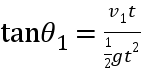 tanθ₁ = v₁t / ½gt²